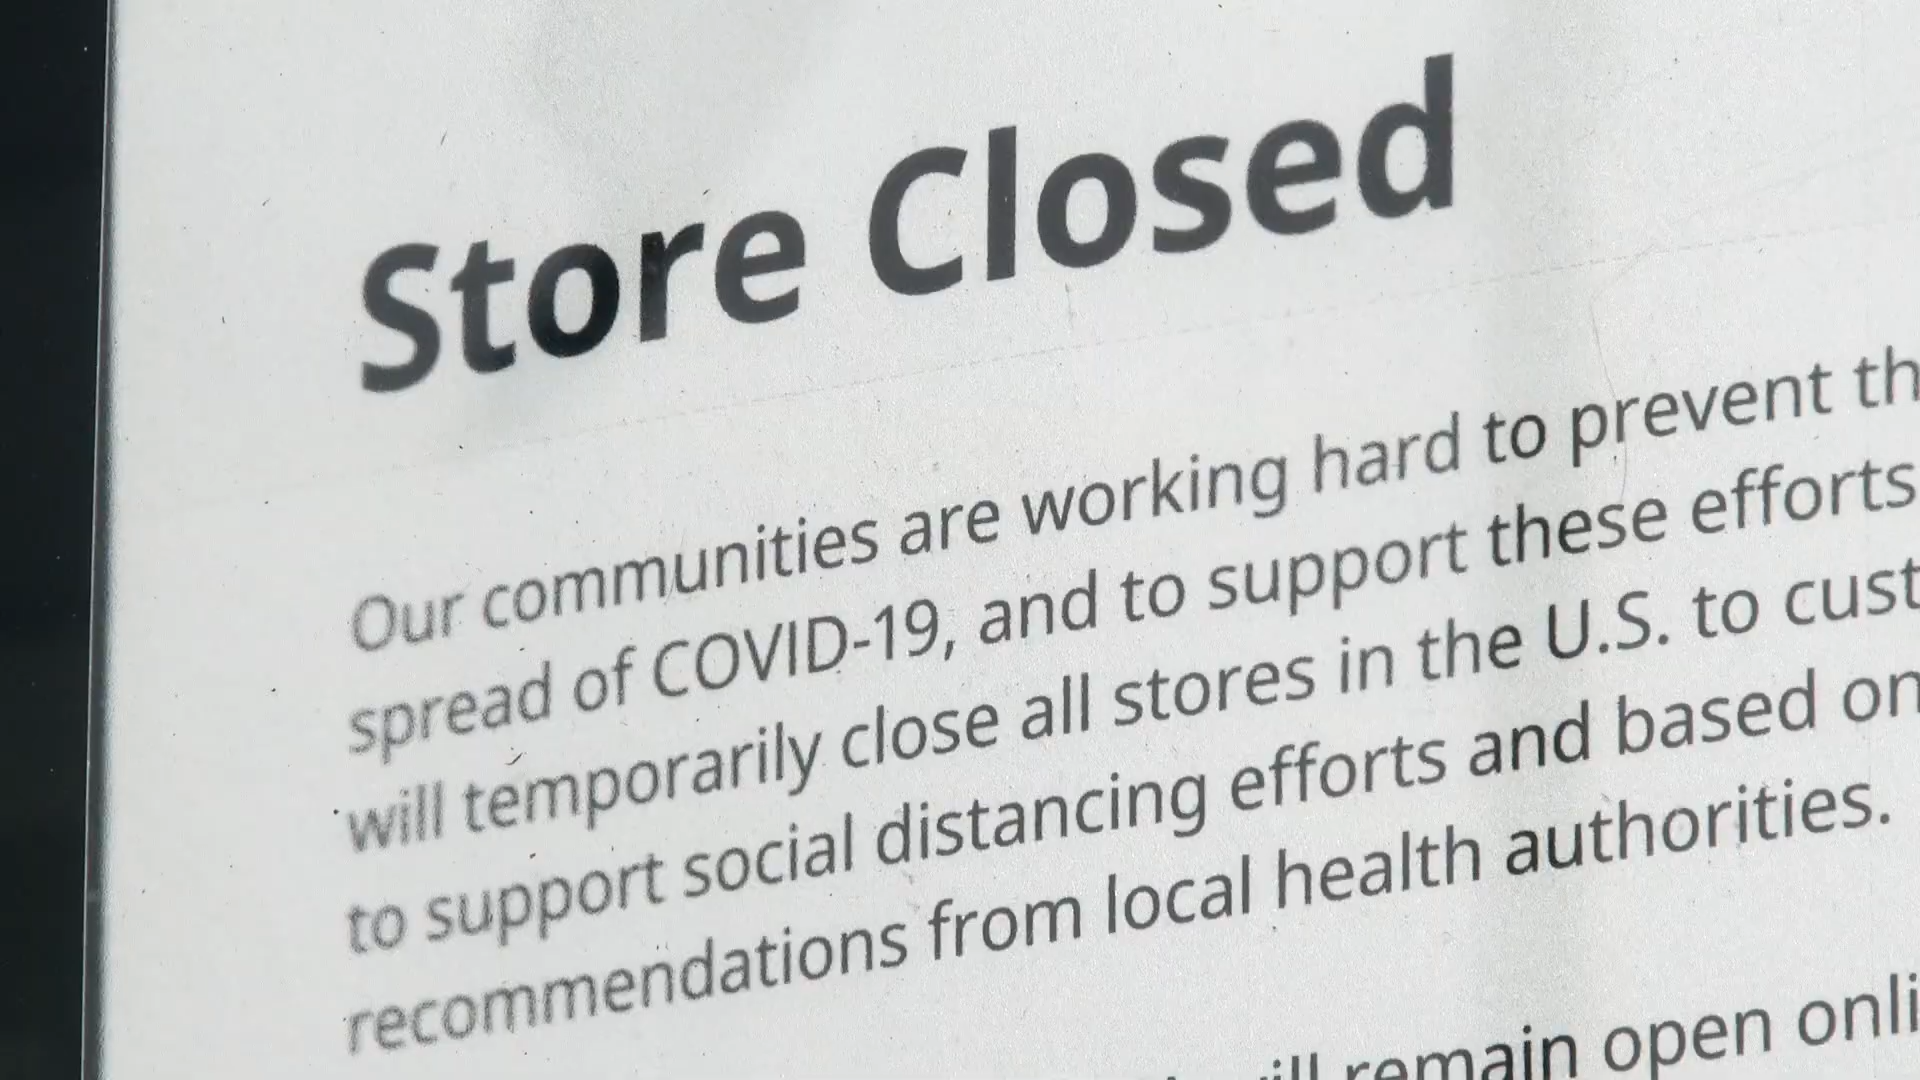 Store Closed
Our communities are working hard to prevent th
spread of COVID-19, and to support these efforts
will temporarily close all stores in the U.S. to cust
to support social distancing efforts and based on
recommendations from local health authorities.
will remain open onli